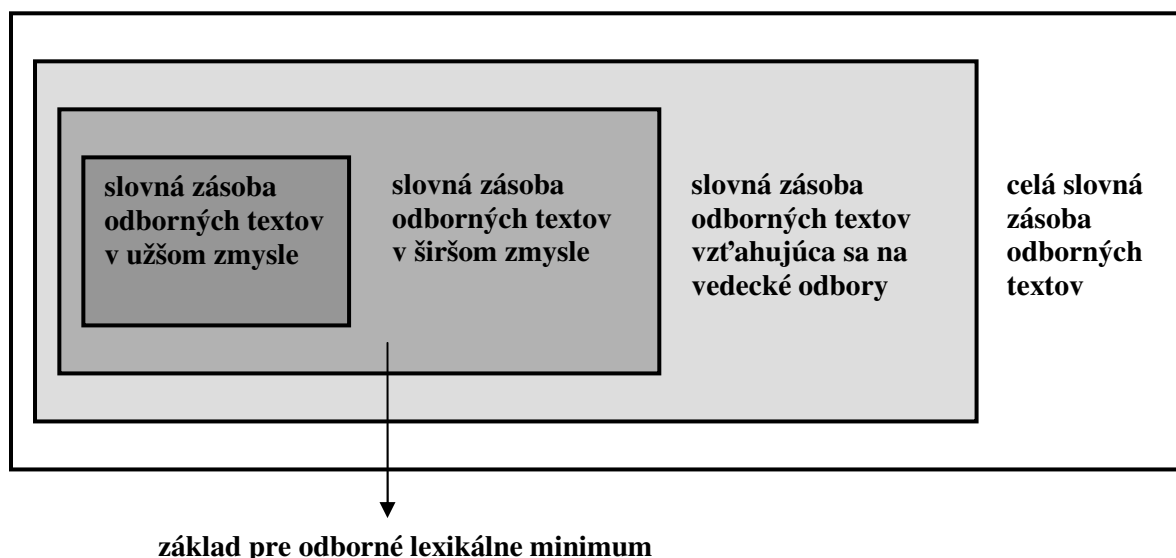 slovná zásoba
odborných textov
v užšom zmysle
slovná zásoba
odborných textov
v širšom zmysle
slovná zásoba
odborných textov
vzťahujúca sa na
vedecké odbory
celá slovná
zásoba
odborných
textov
základ pre odborné lexikálne minimum